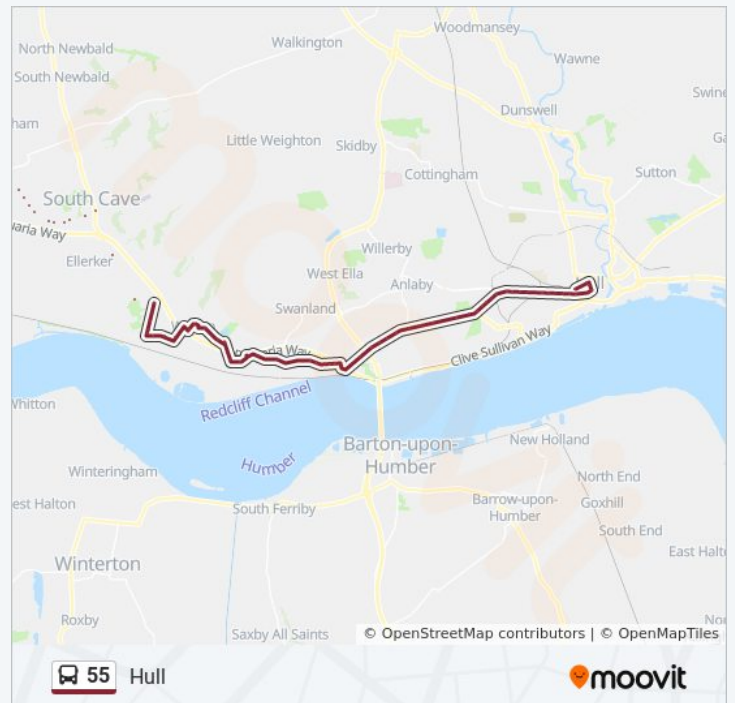 Woodmansey
Walkington
North Newbald
Wawne
South Newbald
Swine
Dunswell
ham
Little Weighton
Skidby
Cottingham
Sutton
South Cave
aria Way
Willerby
Ellerker
West Ella
Anlaby
Swanland
Clive Sullivan Way
Redcliff Channel
Whitton
Barton-upon-
Humber
New Holland
Humber
Winteringham
North End
est Halton
Barrow-upon-
Humber
Goxhill
South Ferriby
South End
East Halt
Winterton
Roxby
Saxby All Saints
© OpenStreetMap contributors | © OpenMapTiles
55 Hull
moovit